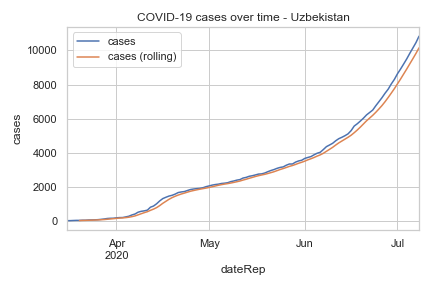 COVID-19 cases over time - Uzbekistan
cases
cases (rolling)
10000
8000
6000
4000
2000
0
cases
Apr
2020
May
Jun
Jul
dateRep